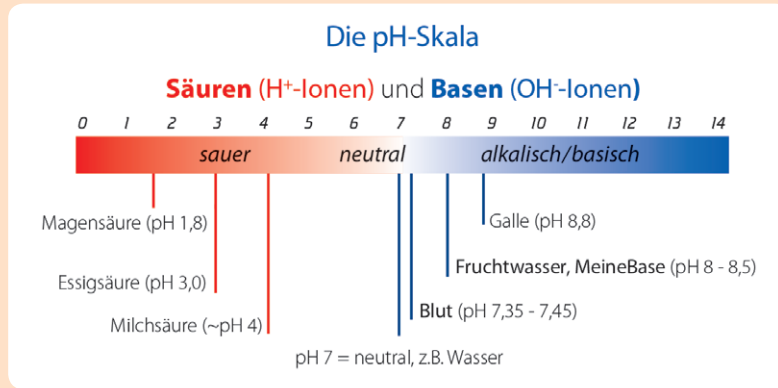 Die pH-Skala
Säuren (H⁺-Ionen) und Basen (OH⁻-Ionen)
0 1 2 3 4 5 6 7 8 9 10 11 12 13 14
sauer neutral alkalisch/basisch
Magensäure (pH 1,8)
Galle (pH 8,8)
Essigsäure (pH 3,0)
Fruchtwasser, MeineBase (pH 8 - 8,5)
Milchsäure (~pH 4)
Blut (pH 7,35 - 7,45)
pH 7 = neutral, z.B. Wasser